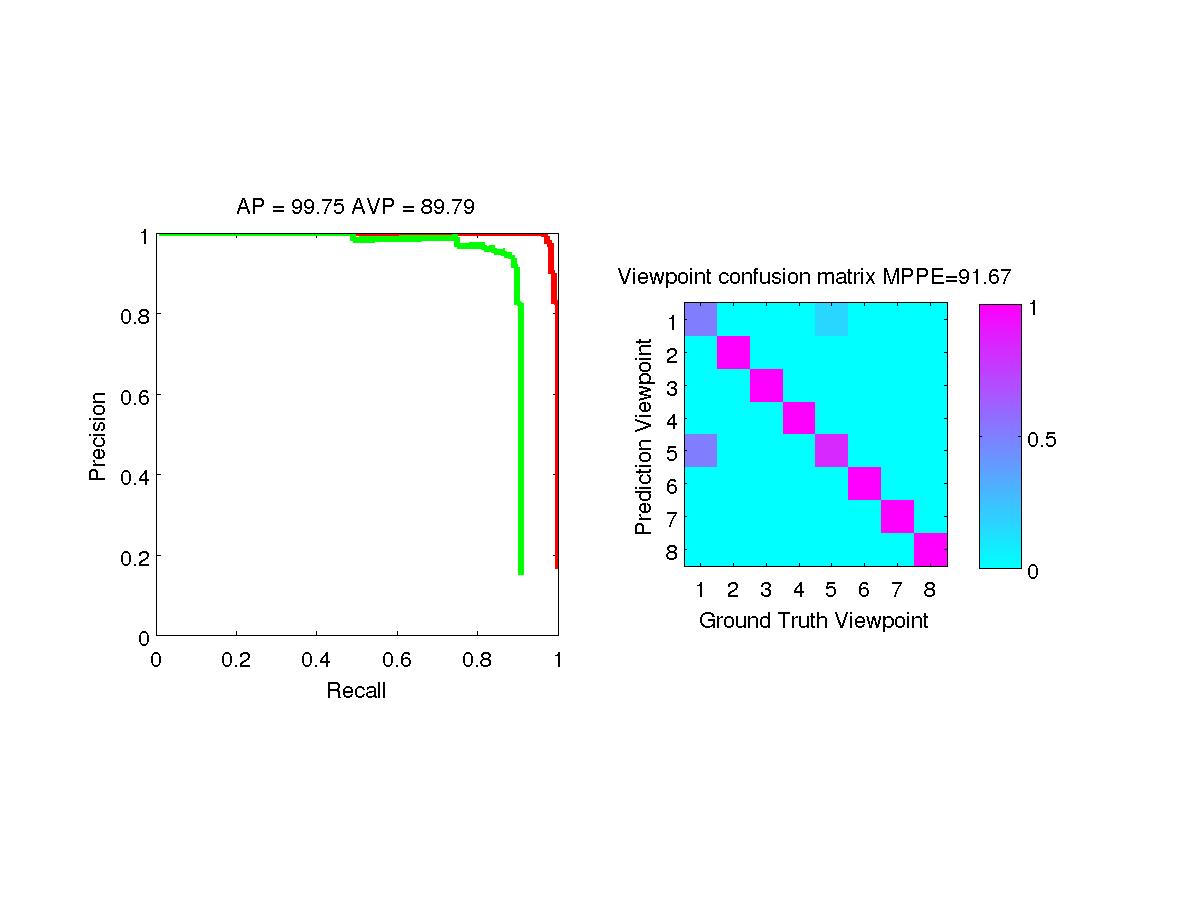 AP = 99.75 AVP = 89.79
1
0.8
0.6
0.4
0.2
0
Precision
0 0.2 0.4 0.6 0.8 1
Recall
Viewpoint confusion matrix MPPE=91.67
1
2
3
4
5
6
7
8
Prediction Viewpoint
1 2 3 4 5 6 7 8
Ground Truth Viewpoint
1
0.5
0